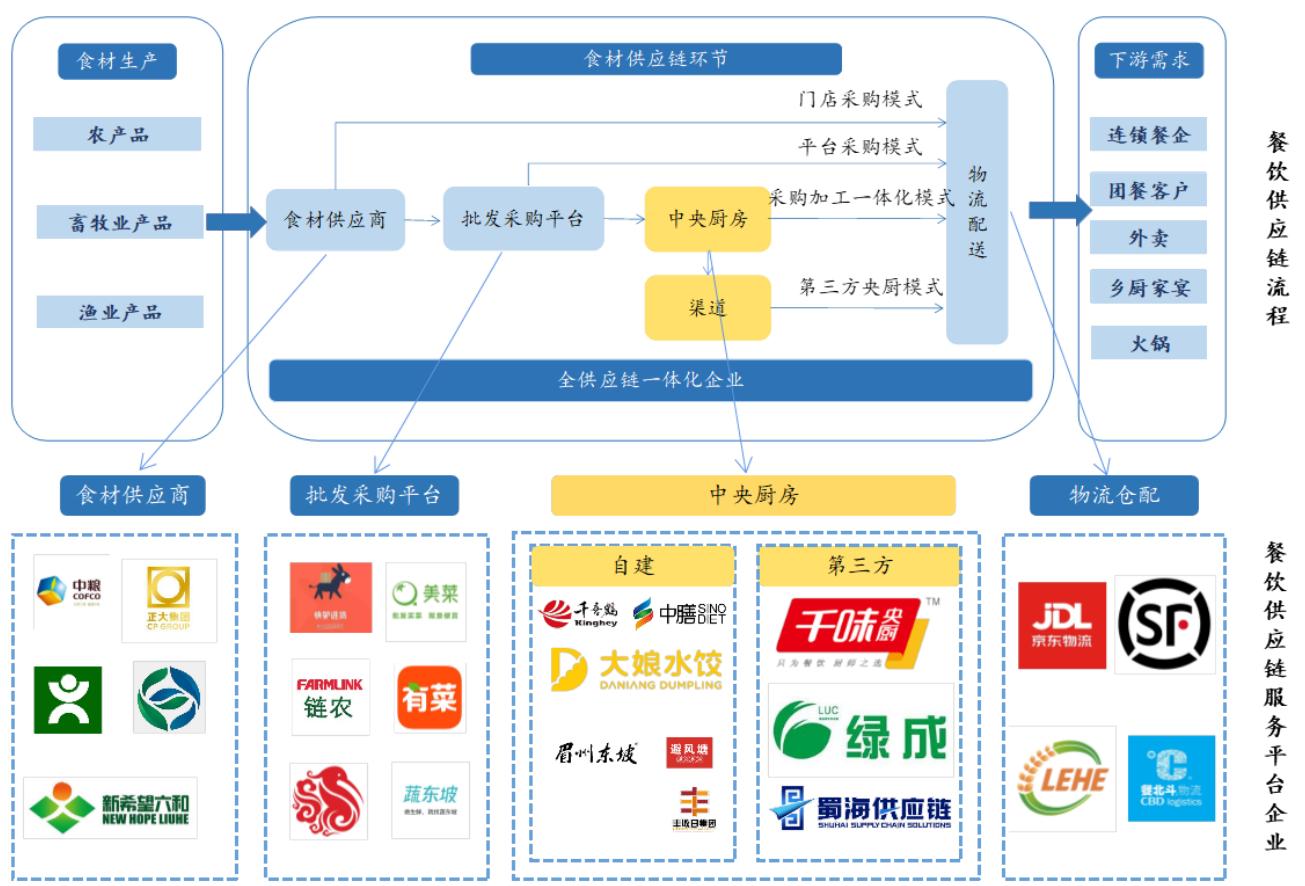 食材生产
农产品
畜牧业产品
渔业产品
食材供应链环节
门店采购模式
平台采购模式
采购加工一体化模式
第三方央厨模式
食材供应商
批发采购平台
中央厨房
渠道
物流配送
全供应链一体化企业
下游需求
连锁餐企
团餐客户
外卖
乡厨家宴
火锅
餐饮供应链流程
食材供应商
中粮
COFCO
正大集团
CP GROUP
新希望六和
NEW HOPE LIUHE
批发采购平台
快驴进货
美菜
FARMLINK
链农
有菜
蔬东坡
中央厨房
自建
千喜鹤
Kinghey
中膳
SINO
DIET
大娘水饺
DANIANG DUMPLING
眉州东坡
避风塘
丰收日集团
第三方
千味央厨
TM
只为餐饮 厨师之选
LUC
绿成
蜀海供应链
SHUHAI SUPPLY CHAIN SOLUTIONS
物流仓配
JDL
京东物流
SF
LEHE
°C
餐北斗物流
CBD logistics
餐饮供应链服务平台企业